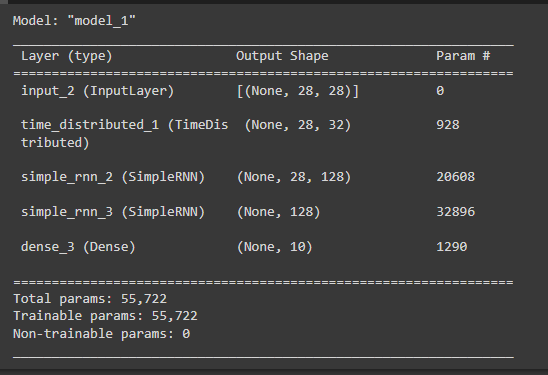 Model: "model_1"
Layer (type) Output Shape Param #
input_2 (InputLayer) [(None, 28, 28)] 0
time_distributed_1 (TimeDis (None, 28, 32) 928
tributed)
simple_rnn_2 (SimpleRNN) (None, 28, 128) 20608
simple_rnn_3 (SimpleRNN) (None, 128) 32896
dense_3 (Dense) (None, 10) 1290
Total params: 55,722
Trainable params: 55,722
Non-trainable params: 0